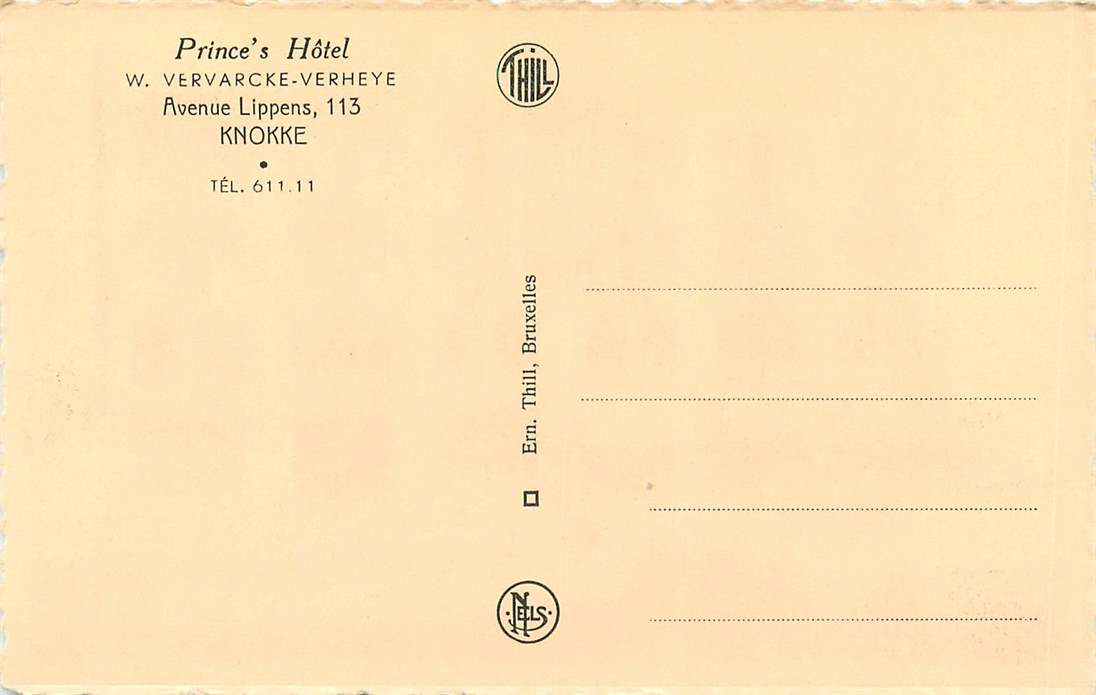 Prince's Hôtel
W. VERVARCKE-VERHEYE
Avenue Lippens, 113
KNOKKE
•
TÉL. 611.11
THILL
Ern. Thill, Bruxelles
NELS